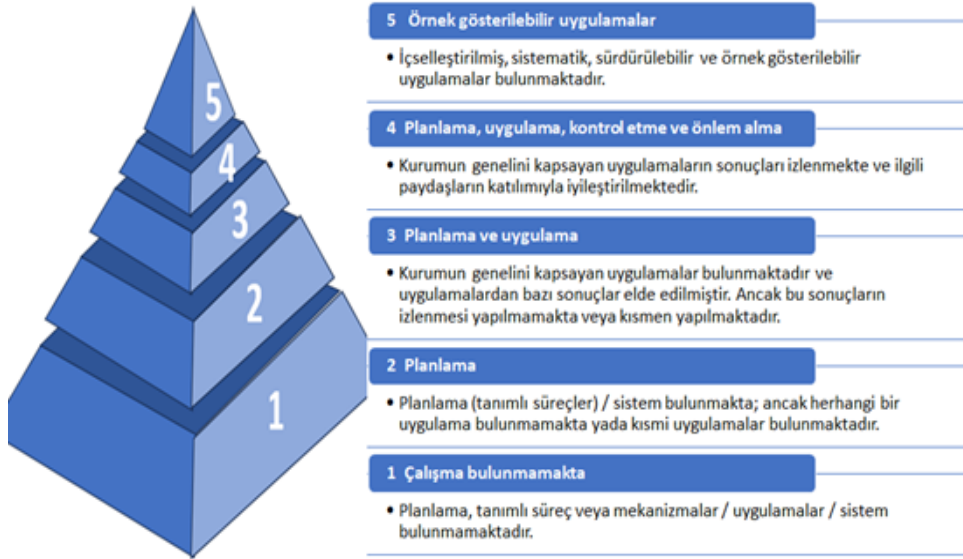 5 Örnek gösterilebilir uygulamalar
• İçselleştirilmiş, sistematik, sürdürülebilir ve örnek gösterilebilir
uygulamalar bulunmaktadır.
4 Planlama, uygulama, kontrol etme ve önlem alma
• Kurumun genelini kapsayan uygulamaların sonuçları izlenmekte ve ilgili
paydaşların katılımıyla iyileştirilmektedir.
3 Planlama ve uygulama
• Kurumun genelini kapsayan uygulamalar bulunmaktadır ve
uygulamalardan bazı sonuçlar elde edilmiştir. Ancak bu sonuçların
izlenmesi yapılmamakta veya kısmen yapılmaktadır.
2 Planlama
• Planlama (tanımlı süreçler) / sistem bulunmakta; ancak herhangi bir
uygulama bulunmamakta yada kısmi uygulamalar bulunmaktadır.
1 Çalışma bulunmamakta
• Planlama, tanımlı süreç veya mekanizmalar / uygulamalar / sistem
bulunmamaktadır.
5
4
3
2
1